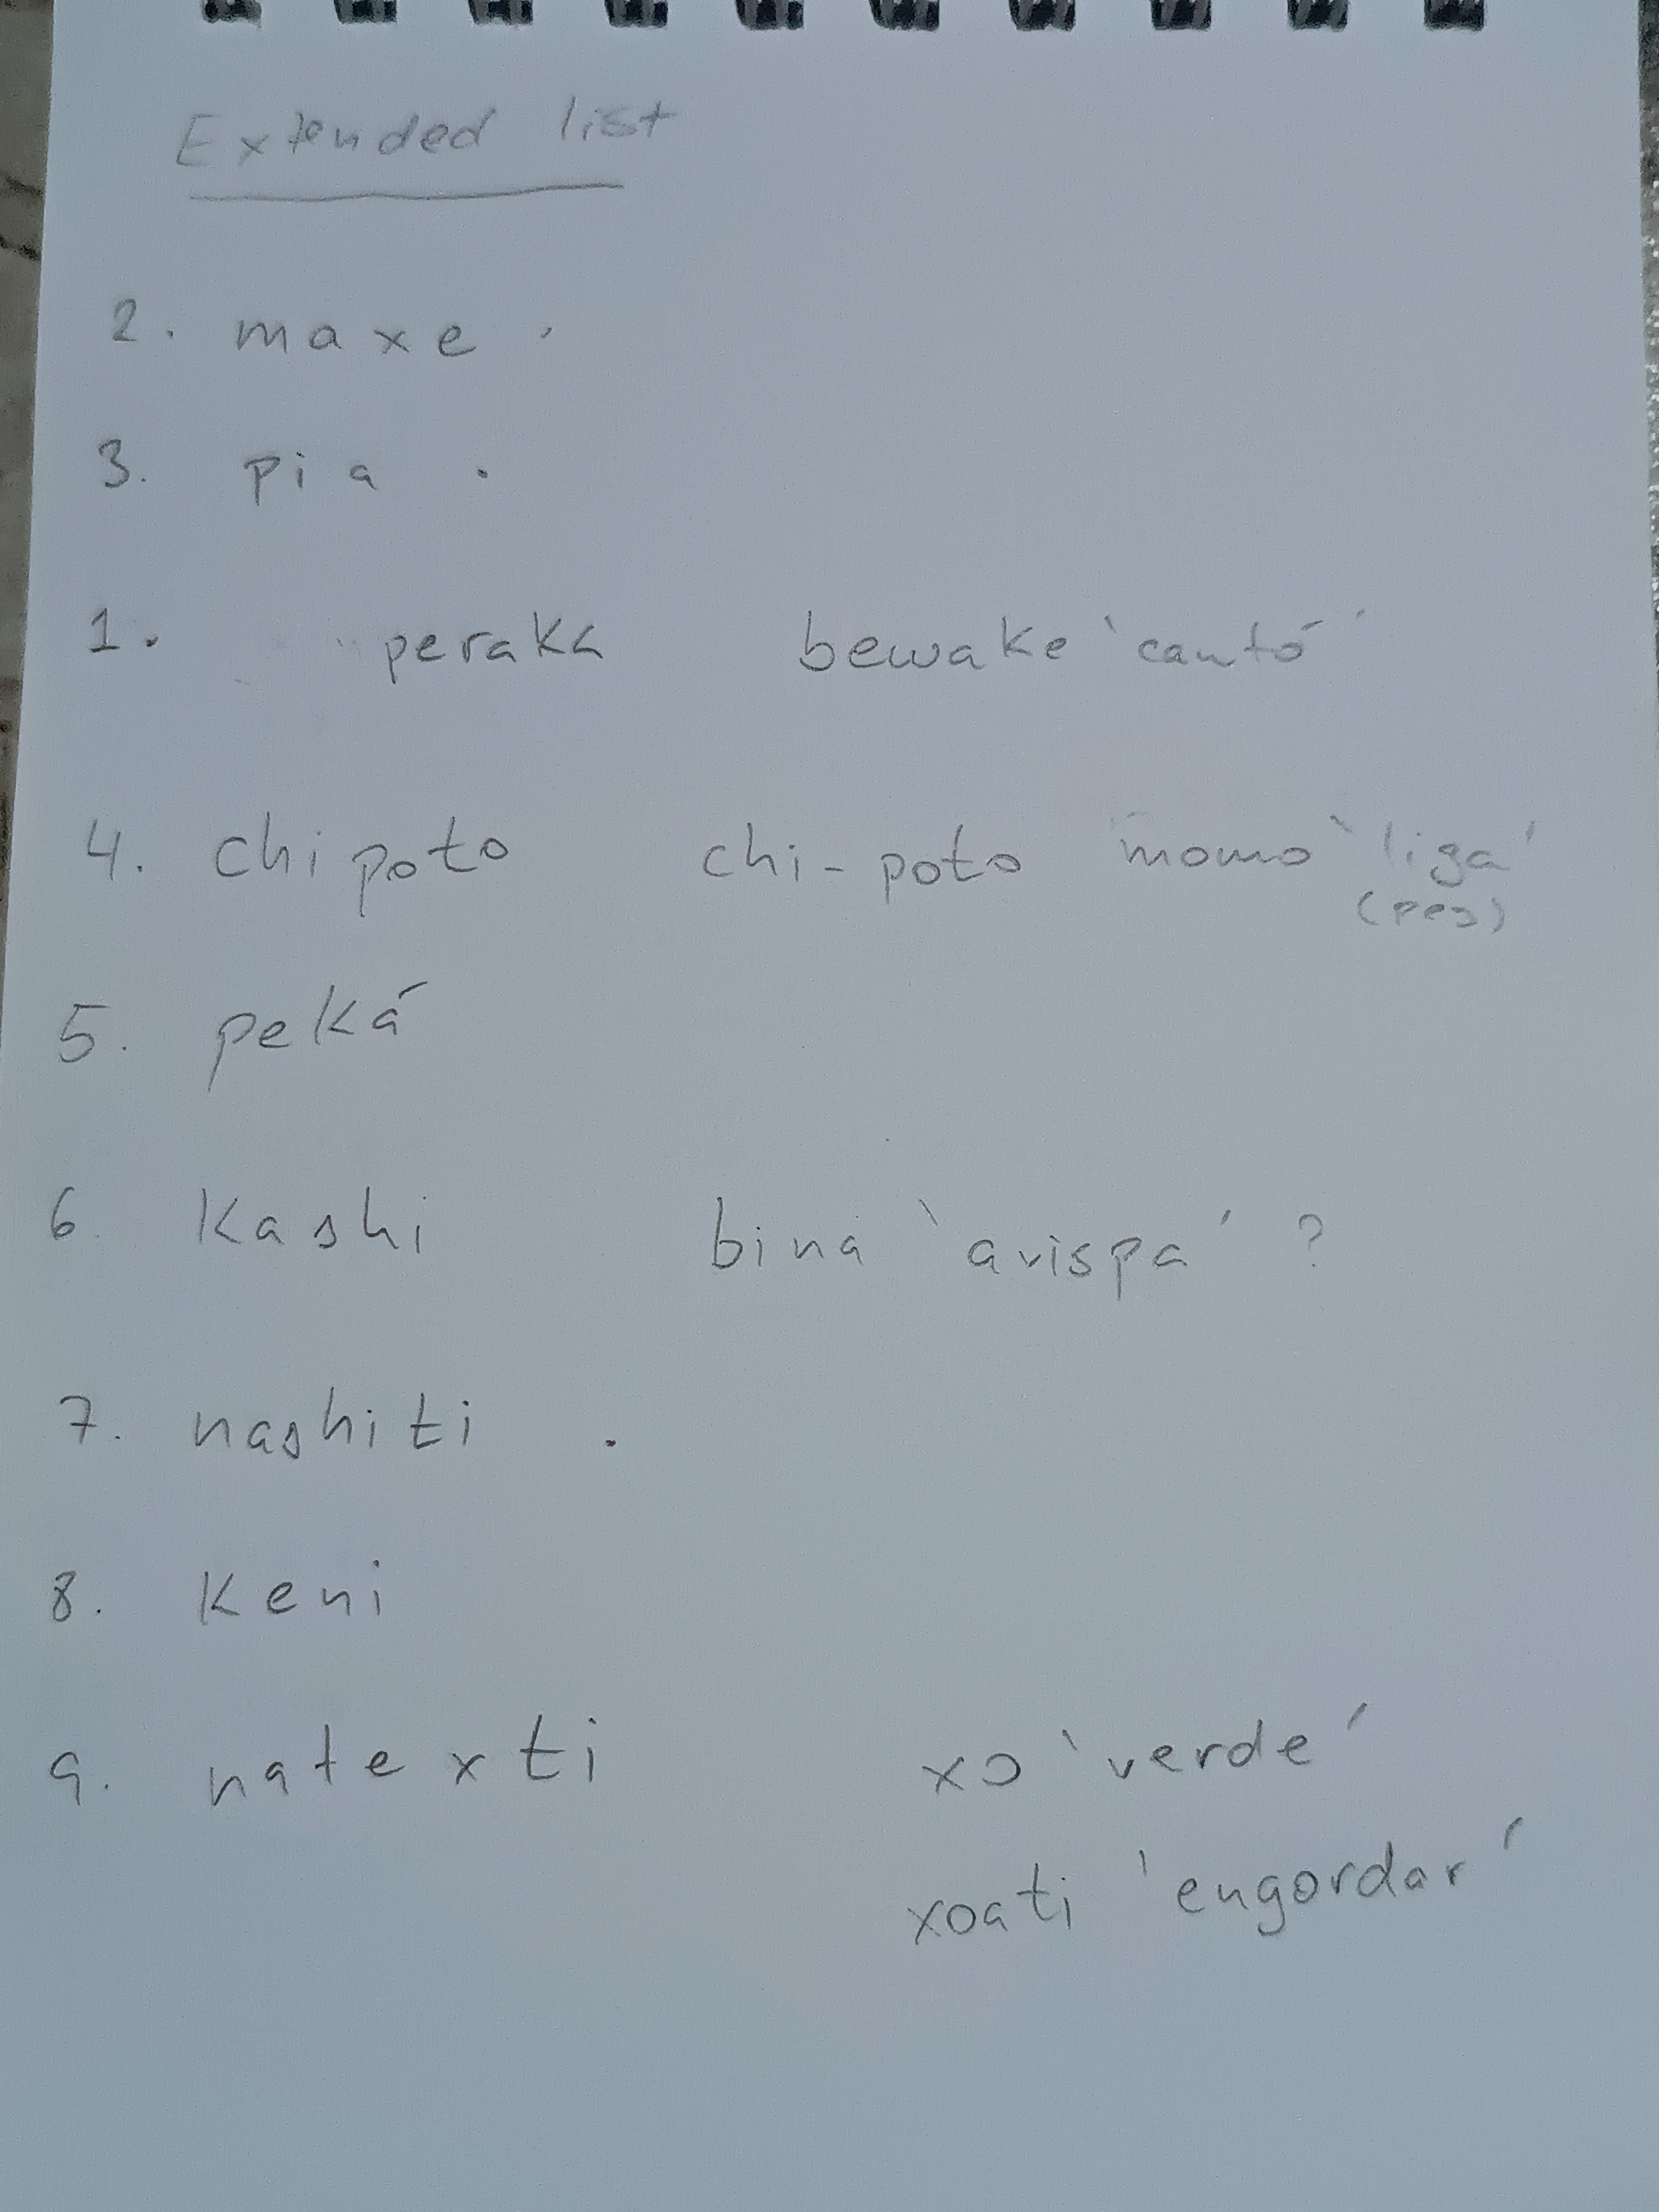 Extended list
2. maxe
3. pia
1. peraka bewake 'cantó'
4. chipoto chi-poto momo 'liga'
5. peká
6. kashi bina 'avispa' ?
7. nashiti
8. keni
9. natexti xo 'verde'
xoati 'engordar'